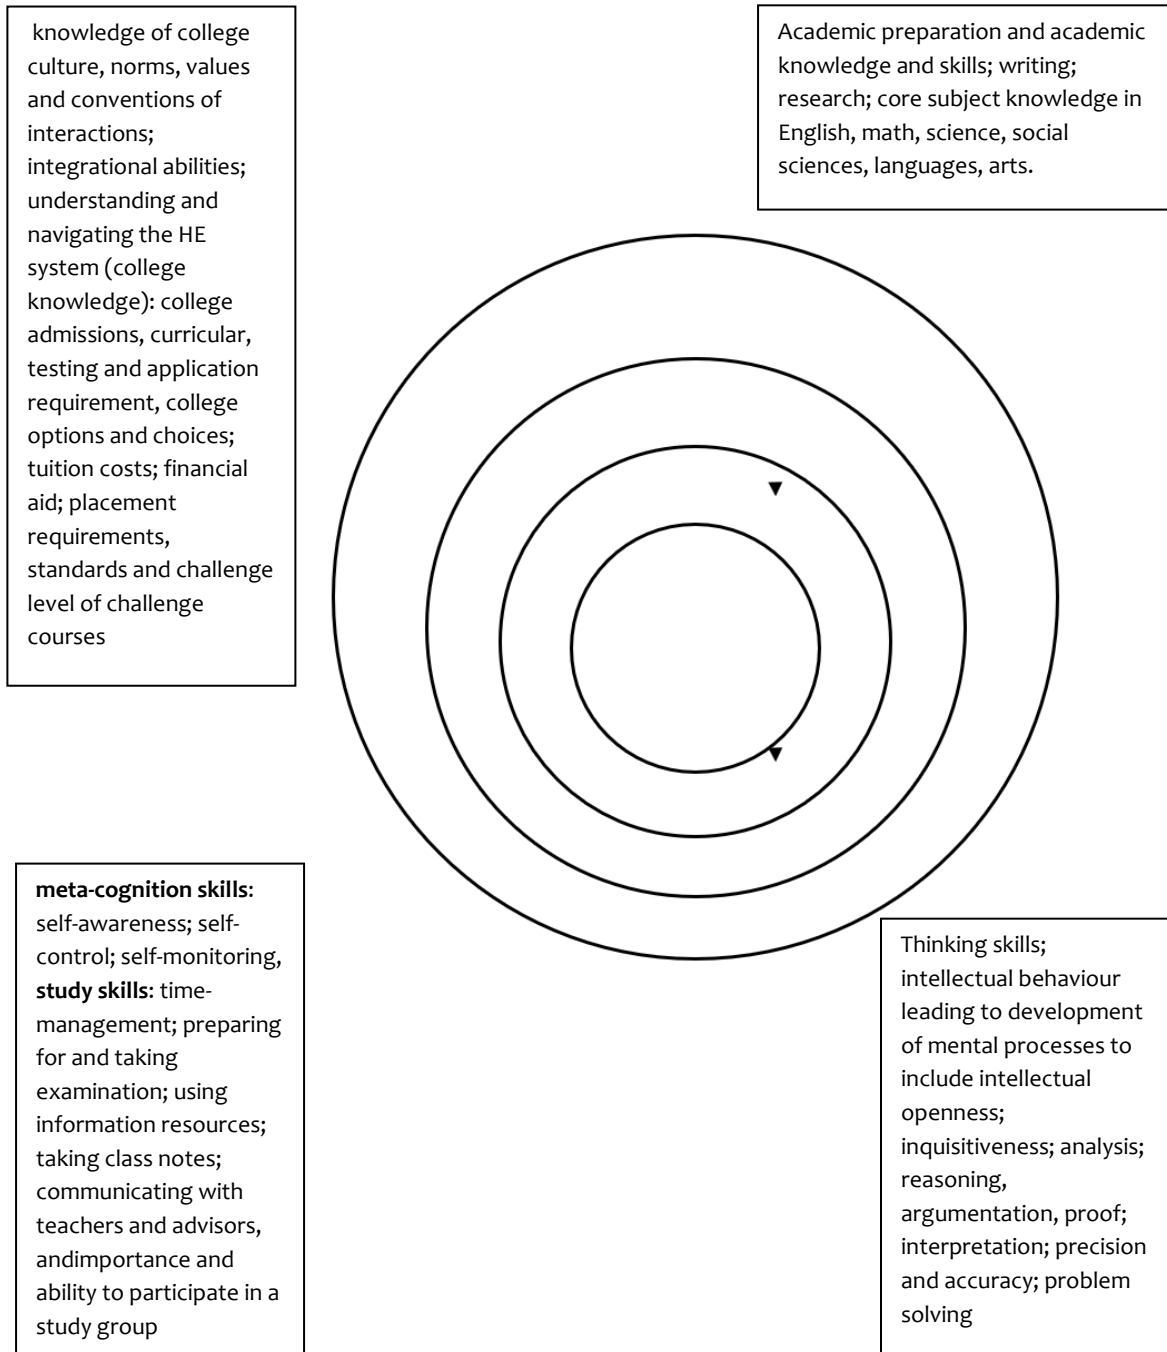 knowledge of college
culture, norms, values
and conventions of
interactions;
integrational abilities;
understanding and
navigating the HE
system (college
knowledge): college
admissions, curricular,
testing and application
requirement, college
options and choices;
tuition costs; financial
aid; placement
requirements,
standards and challenge
level of challenge
courses
Academic preparation and academic
knowledge and skills; writing;
research; core subject knowledge in
English, math, science, social
sciences, languages, arts.
meta-cognition skills:
self-awareness; self-
control; self-monitoring,
study skills: time-
management; preparing
for and taking
examination; using
information resources;
taking class notes;
communicating with
teachers and advisors,
andimportance and
ability to participate in a
study group
Thinking skills;
intellectual behaviour
leading to development
of mental processes to
include intellectual
openness;
inquisitiveness; analysis;
reasoning,
argumentation, proof;
interpretation; precision
and accuracy; problem
solving